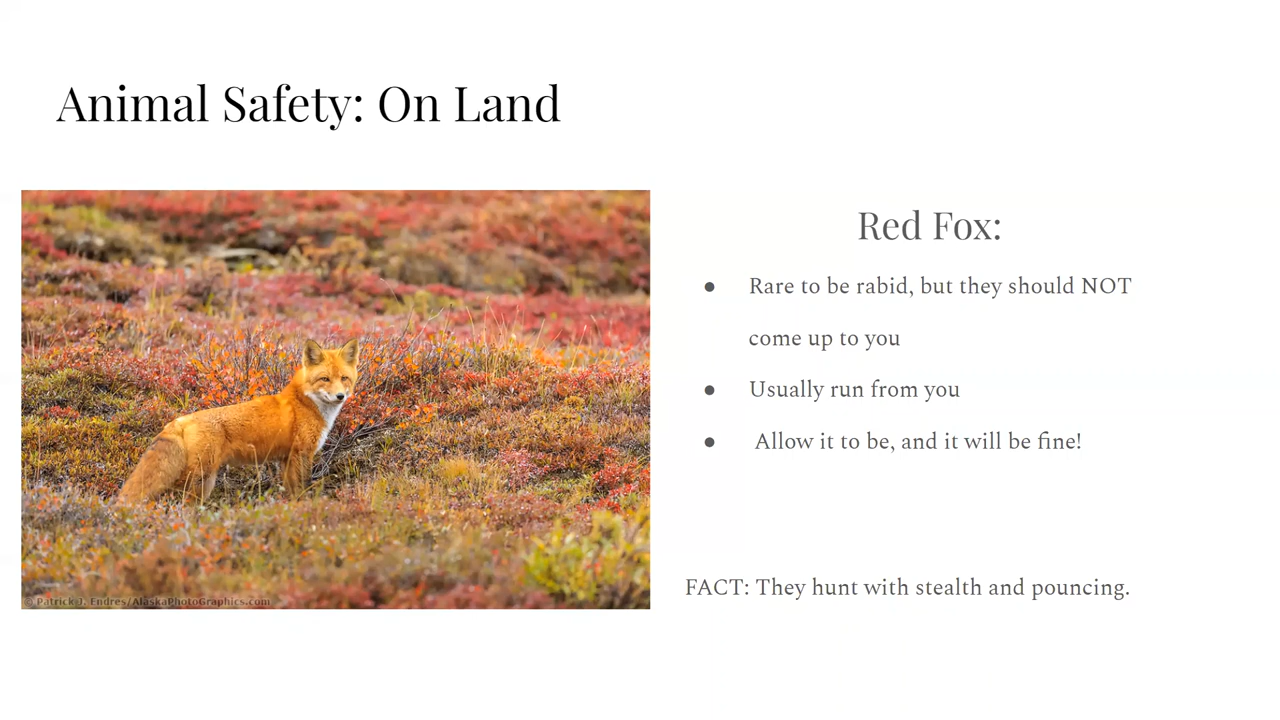 Animal Safety: On Land
Red Fox:
● Rare to be rabid, but they should NOT
come up to you
● Usually run from you
● Allow it to be, and it will be fine!
FACT: They hunt with stealth and pouncing.
© Patrick J. Endres/AlaskaPhotoGraphics.com